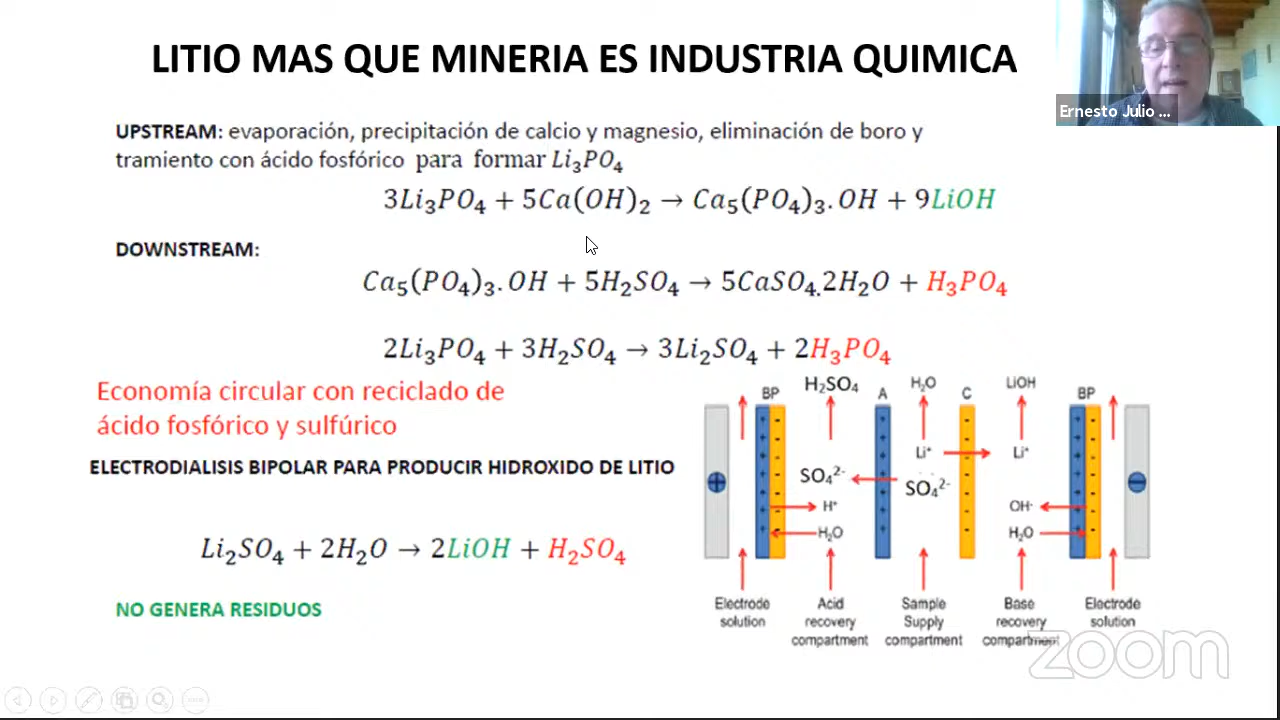 LITIO MAS QUE MINERIA ES INDUSTRIA QUIMICA
Ernesto Julio ...
UPSTREAM: evaporación, precipitación de calcio y magnesio, eliminación de boro y
tramiento con ácido fosfórico para formar Li₃PO₄
3Li₃PO₄ + 5Ca(OH)₂ → Ca₅(PO₄)₃.OH + 9LiOH
DOWNSTREAM:
Ca₅(PO₄)₃.OH + 5H₂SO₄ → 5CaSO₄.2H₂O + H₃PO₄
2Li₃PO₄ + 3H₂SO₄ → 3Li₂SO₄ + 2H₃PO₄
Economía circular con reciclado de
ácido fosfórico y sulfúrico
ELECTRODIALISIS BIPOLAR PARA PRODUCIR HIDROXIDO DE LITIO
Li₂SO₄ + 2H₂O → 2LiOH + H₂SO₄
NO GENERA RESIDUOS
BP H₂SO₄ A H₂O C LiOH BP
Li⁺ Li⁺
SO₄²⁻ SO₄²⁻
H⁺ OH⁻
H₂O H₂O
Electrode Acid Sample Base Electrode
solution recovery Supply recovery solution
compartment compartment compartment
zoom